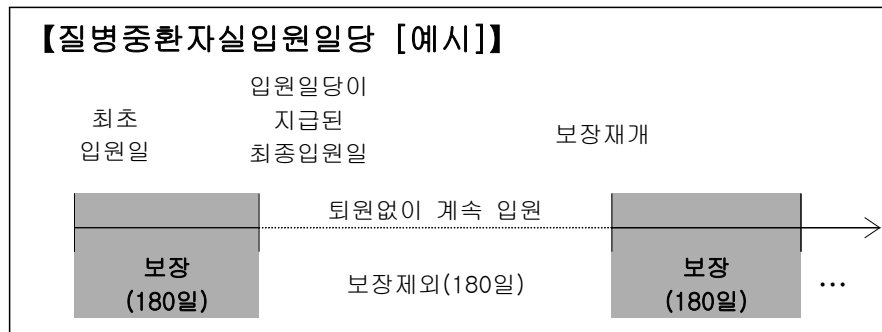 【질병중환자실입원일당 [예시]】
최초
입원일
입원일당이
지급된
최종입원일
보장재개
퇴원없이 계속 입원
보장
(180일)
보장제외(180일)
보장
(180일)
…